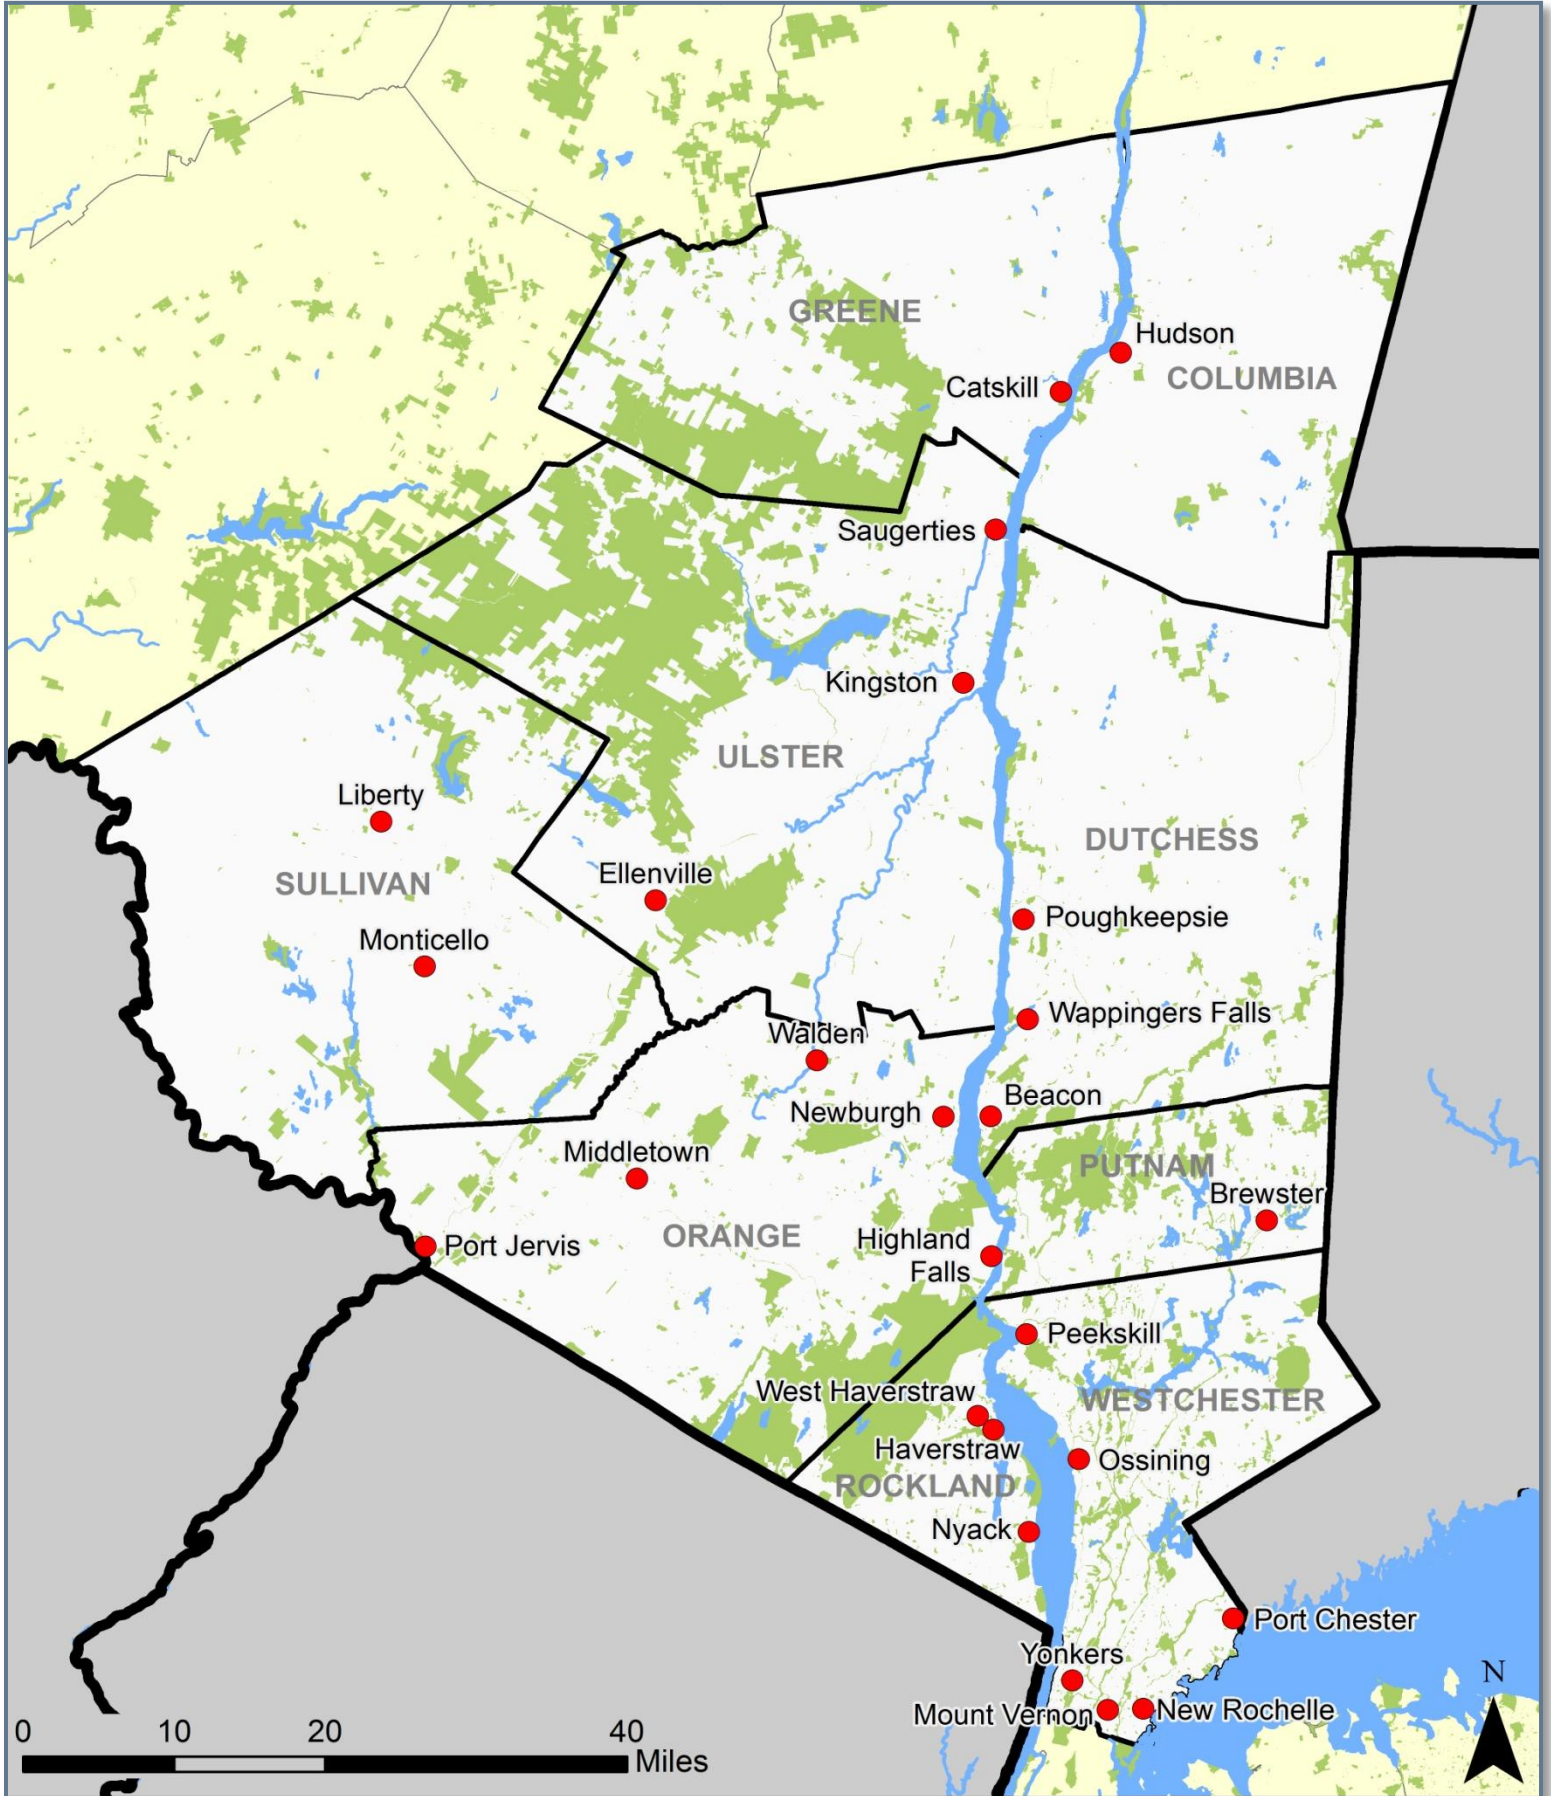 GREENE
Hudson
COLUMBIA
Catskill
Saugerties
Kingston
ULSTER
Liberty
DUTCHESS
SULLIVAN
Ellenville
Poughkeepsie
Monticello
Wappingers Falls
Walden
Beacon
Newburgh
Middletown
PUTNAM
Brewster
ORANGE
Highland
Falls
Port Jervis
Peekskill
West Haverstraw
WESTCHESTER
Haverstraw
Ossining
ROCKLAND
Nyack
Port Chester
Yonkers
N
Mount Vernon
New Rochelle
0 10 20 40
Miles